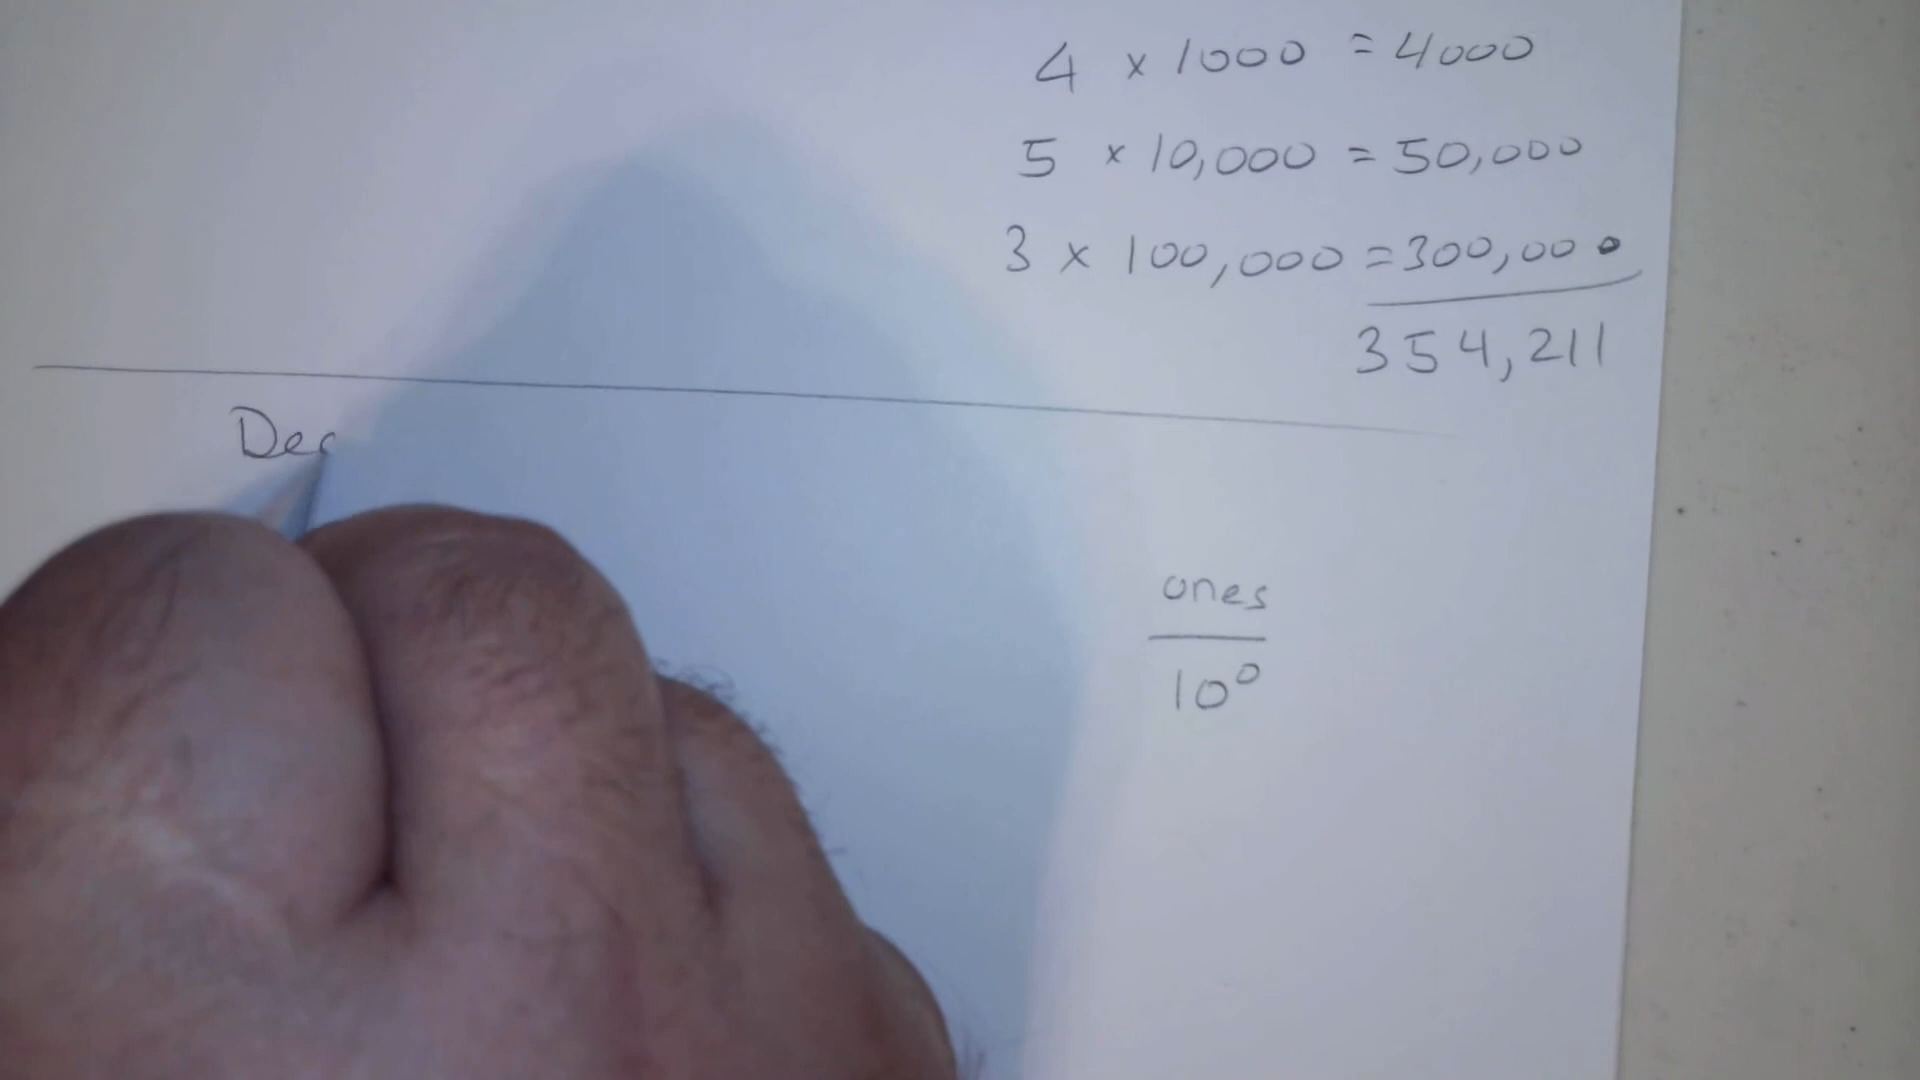 4 x 1000 = 4000
5 x 10,000 = 50,000
3 x 100,000 = 300,000
354,211
Dec
ones
10⁰